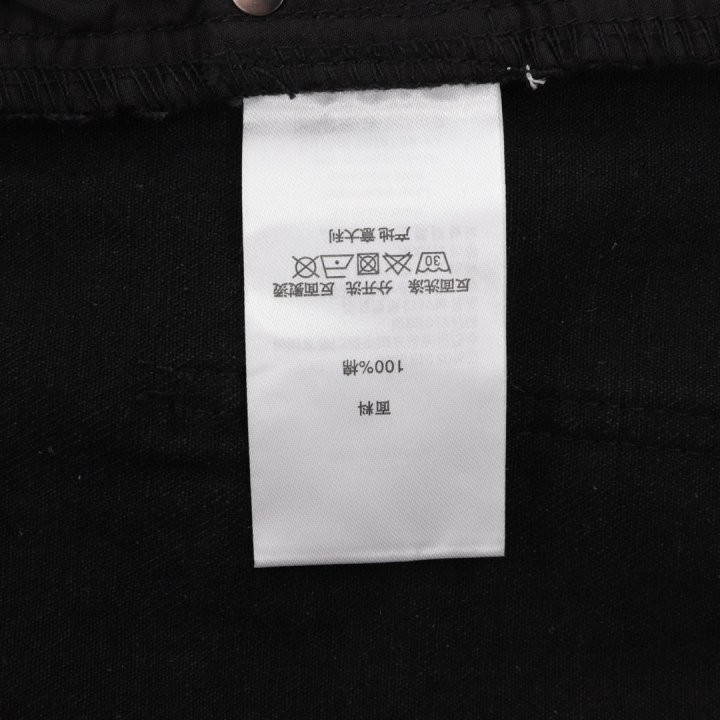 面料
100%棉
反面洗涤 分开洗 反面熨烫
30
产地 意大利